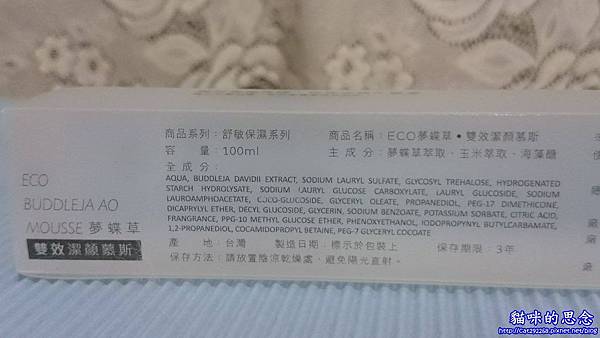 ECO
BUDDLEJA AO
MOUSSE 夢蝶草
雙效潔顏慕斯
商品系列：舒敏保濕系列 商品名稱：ECO夢蝶草•雙效潔顏慕斯
容 量：100ml 主 成 分：夢蝶草萃取、玉米萃取、海藻醣
全 成 分：
AQUA, BUDDLEJA DAVIDII EXTRACT, SODIUM LAURYL SULFATE, GLYCOSYL TREHALOSE, HYDROGENATED
STARCH HYDROLYSATE, SODIUM LAURYL GLUCOSE CARBOXYLATE, LAURYL GLUCOSIDE, SODIUM
LAUROAMPHOACETATE, COCO-GLUCOSIDE, GLYCERYL OLEATE, PROPANEDIOL, PEG-17 DIMETHICONE,
DICAPRYLYL ETHER, DECYL GLUCOSIDE, GLYCERIN, SODIUM BENZOATE, POTASSIUM SORBATE, CITRIC ACID,
FRANGRANCE, PPG-10 METHYL GLUCOSE ETHER, PHENOXYETHANOL, IODOPROPYNYL BUTYLCARBAMATE,
1,2-PROPANEDIOL, COCAMIDOPROPYL BETAINE, PEG-7 GLYCERYL COCOATE
產 地：台灣 製造日期：標示於包裝上 保存期限：3年
保存方法：請放置陰涼乾燥處，避免陽光直射。
貓咪的思念